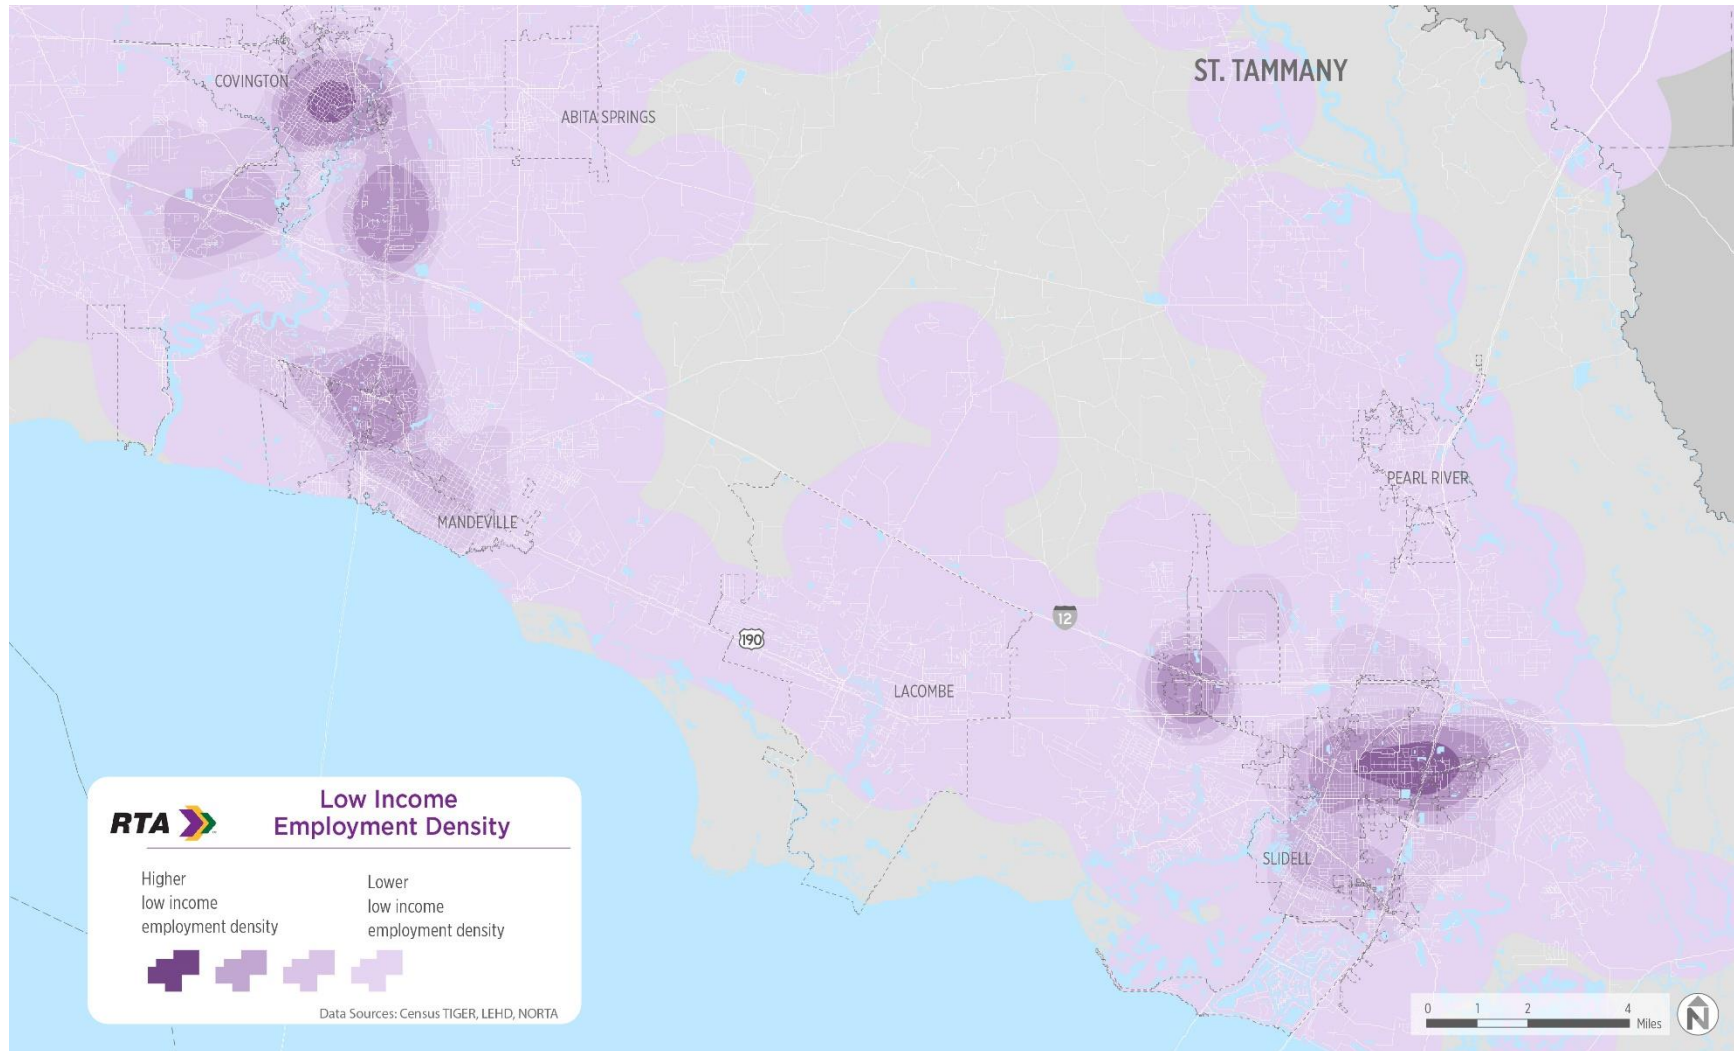 COVINGTON
ABITA SPRINGS
ST. TAMMANY
PEARL RIVER
MANDEVILLE
12
190
LACOMBE
SLIDELL
RTA
Low Income
Employment Density
Higher
low income
employment density
Lower
low income
employment density
Data Sources: Census TIGER, LEHD, NORTA
0 1 2 4
Miles
N